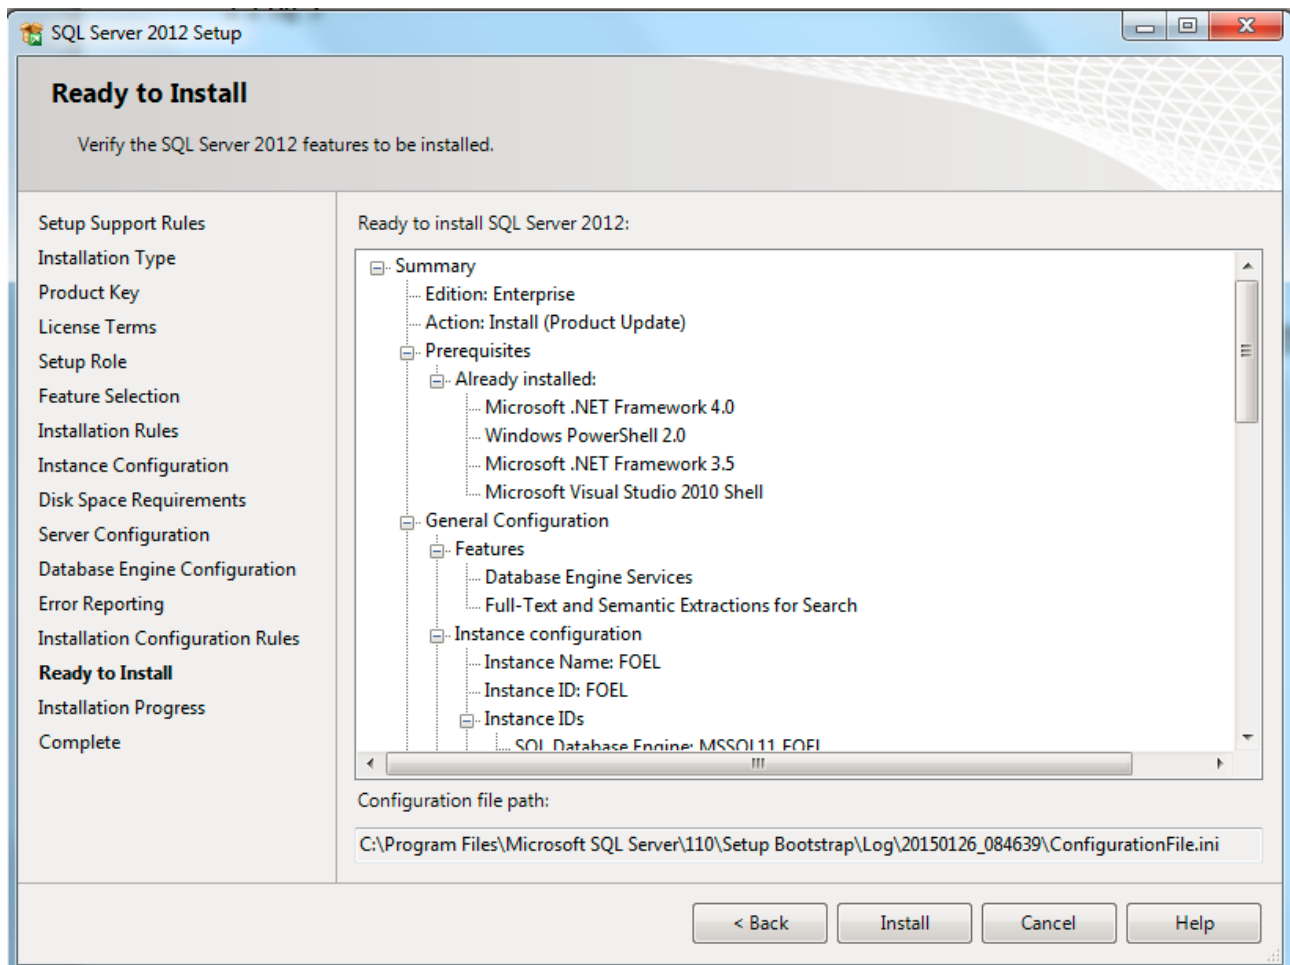 SQL Server 2012 Setup
Ready to Install
Verify the SQL Server 2012 features to be installed.
Setup Support Rules
Installation Type
Product Key
License Terms
Setup Role
Feature Selection
Installation Rules
Instance Configuration
Disk Space Requirements
Server Configuration
Database Engine Configuration
Error Reporting
Installation Configuration Rules
Ready to Install
Installation Progress
Complete
Ready to install SQL Server 2012:
Summary
Edition: Enterprise
Action: Install (Product Update)
Prerequisites
Already installed:
Microsoft .NET Framework 4.0
Windows PowerShell 2.0
Microsoft .NET Framework 3.5
Microsoft Visual Studio 2010 Shell
General Configuration
Features
Database Engine Services
Full-Text and Semantic Extractions for Search
Instance configuration
Instance Name: FOEL
Instance ID: FOEL
Instance IDs
SQL Database Engine: MSSQL11.FOEL
Configuration file path:
C:\Program Files\Microsoft SQL Server\110\Setup Bootstrap\Log\20150126_084639\ConfigurationFile.ini
< Back
Install
Cancel
Help